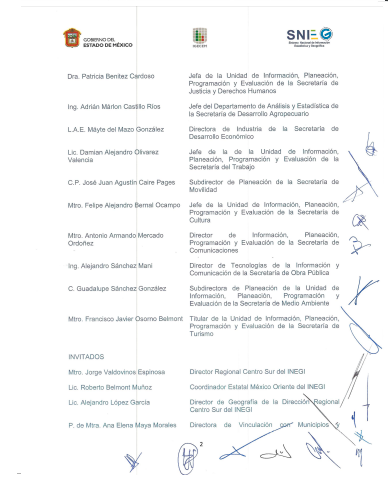 GOBIERNO DEL
ESTADO DE MÉXICO
IGECEM
SNIEG
Dra. Patricia Benítez Cardoso
Jefa de la Unidad de Información, Planeación,
Programación y Evaluación de la Secretaría de
Justicia y Derechos Humanos
Ing. Adrián Márlon Castillo Ríos
Jefe del Departamento de Análisis y Estadística de
la Secretaría de Desarrollo Agropecuario
L.A.E. Máyte del Mazo González
Directora de Industria de la Secretaría de
Desarrollo Económico
Lic. Damian Alejandro Olivarez
Valencia
Jefe de la de la Unidad de Información,
Planeación, Programación y Evaluación de la
Secretaría del Trabajo
C.P. José Juan Agustín Caire Pages
Subdirector de Planeación de la Secretaría de
Movilidad
Mtro. Felipe Alejandro Bernal Ocampo
Jefa de la Unidad de Información, Planeación,
Programación y Evaluación de la Secretaría de
Cultura
Mtro. Antonio Armando Mercado
Ordoñez
Director de Información, Planeación,
Programación y Evaluación de la Secretaría de
Comunicaciones
Ing. Alejandro Sánchez Mani
Director de Tecnologías de la Información y
Comunicación de la Secretaría de Obra Pública
C. Guadalupe Sánchez González
Subdirectora de Planeación de la Unidad de
Información, Planeación, Programación y
Evaluación de la Secretaría de Medio Ambiente
Mtro. Francisco Javier Osorno Belmont
Titular de la Unidad de Información, Planeación,
Programación y Evaluación de la Secretaría de
Turismo
INVITADOS
Mtro. Jorge Valdovinos Espinosa
Director Regional Centro Sur del INEGI
Lic. Roberto Belmont Muñoz
Coordinador Estatal México Oriente del INEGI
Lic. Alejandro López García
Director de Geografía de la Dirección Regional
Centro Sur del INEGI
P. de Mtra. Ana Elena Maya Morales
Directora de Vinculación con Municipios y
2